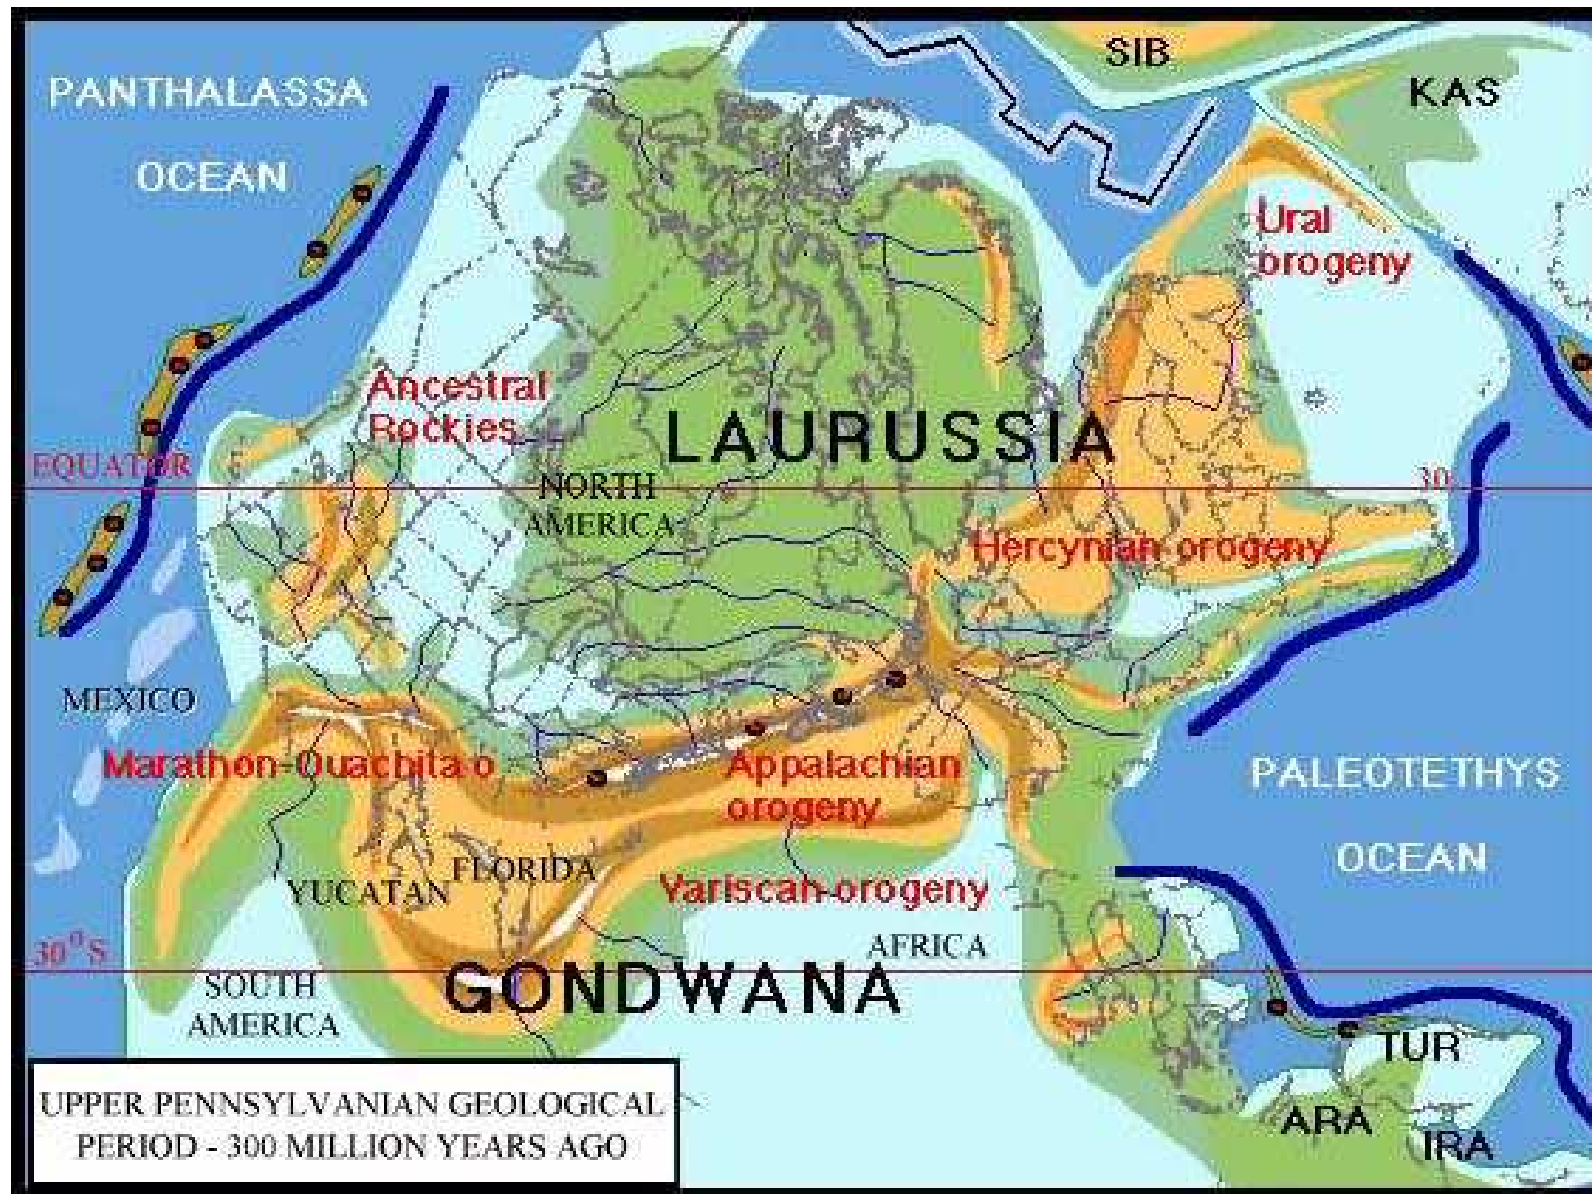 SIB
KAS
PANTHALASSA
OCEAN
Ural
orogeny
Ancestral
Rockies
LAURUSSIA
EQUATOR
30
NORTH
AMERICA
Hercynian orogeny
MEXICO
Marathon-Ouachita o
Appalachian
orogeny
PALEOTETHYS
OCEAN
YUCATAN
FLORIDA
Variscan orogeny
AFRICA
30°S
GONDWANA
SOUTH
AMERICA
TUR
ARA
IRA
UPPER PENNSYLVANIAN GEOLOGICAL
PERIOD - 300 MILLION YEARS AGO